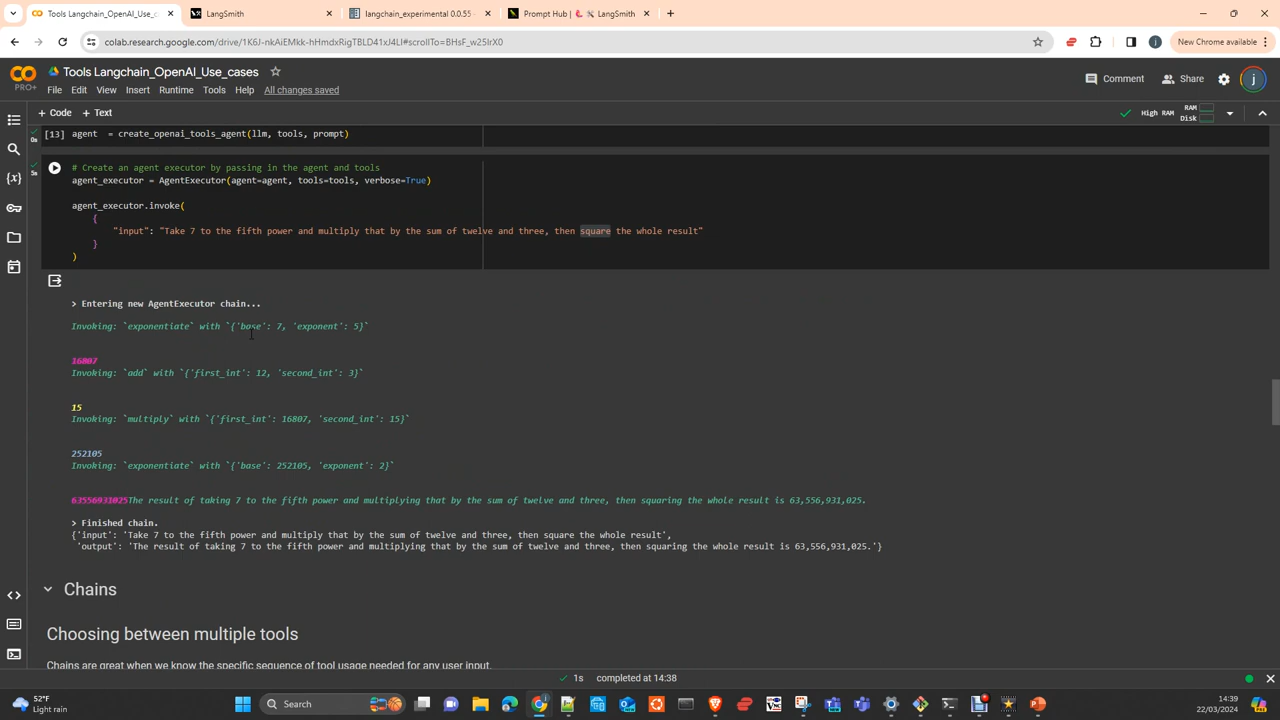 Tools Langchain_OpenAI_Use_c
LangSmith
langchain_experimental 0.0.55
Prompt Hub | LangSmith
colab.research.google.com/drive/1K6J-nkAiEMkk-hHmdxRigTBLD41xJ4LI#scrollTo=BHsF_w25IrX0
New Chrome available
CO
PRO+
Tools Langchain_OpenAI_Use_cases
File Edit View Insert Runtime Tools Help All changes saved
Comment
Share
j
+ Code + Text
High RAM
RAM
Disk
0s
[13] agent = create_openai_tools_agent(llm, tools, prompt)
5s
# Create an agent executor by passing in the agent and tools
agent_executor = AgentExecutor(agent=agent, tools=tools, verbose=True)
agent_executor.invoke(
{
"input": "Take 7 to the fifth power and multiply that by the sum of twelve and three, then square the whole result"
}
)
> Entering new AgentExecutor chain...
Invoking: `exponentiate` with `{'base': 7, 'exponent': 5}`
16807
Invoking: `add` with `{'first_int': 12, 'second_int': 3}`
15
Invoking: `multiply` with `{'first_int': 16807, 'second_int': 15}`
252105
Invoking: `exponentiate` with `{'base': 252105, 'exponent': 2}`
63556931025The result of taking 7 to the fifth power and multiplying that by the sum of twelve and three, then squaring the whole result is 63,556,931,025.
> Finished chain.
{'input': 'Take 7 to the fifth power and multiply that by the sum of twelve and three, then square the whole result',
'output': 'The result of taking 7 to the fifth power and multiplying that by the sum of twelve and three, then squaring the whole result is 63,556,931,025.'}
Chains
Choosing between multiple tools
Chains are great when we know the specific sequence of tool usage needed for any user input.
1s completed at 14:38
52°F
Light rain
Search
14:39
22/03/2024